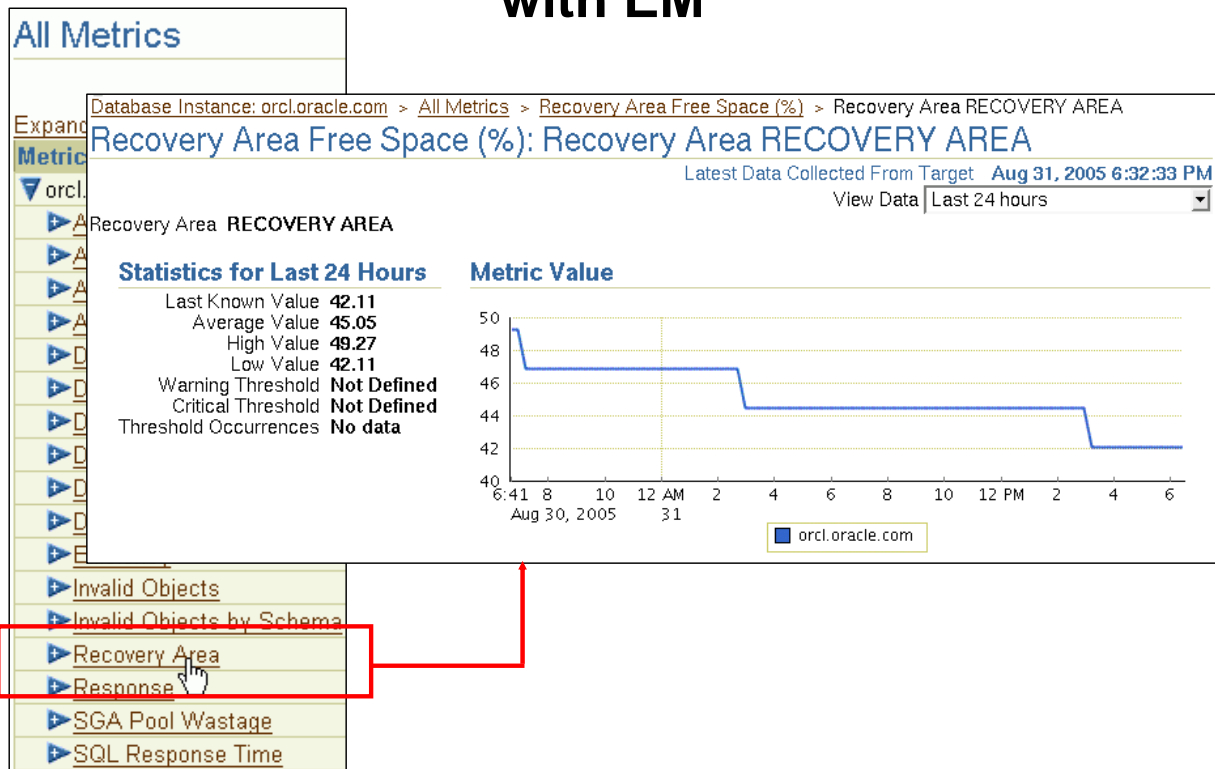 with EM
All Metrics
Database Instance: orcl.oracle.com > All Metrics > Recovery Area Free Space (%) > Recovery Area RECOVERY AREA
Recovery Area Free Space (%): Recovery Area RECOVERY AREA
Latest Data Collected From Target Aug 31, 2005 6:32:33 PM
View Data Last 24 hours
Recovery Area RECOVERY AREA
Statistics for Last 24 Hours
Last Known Value 42.11
Average Value 45.05
High Value 49.27
Low Value 42.11
Warning Threshold Not Defined
Critical Threshold Not Defined
Threshold Occurrences No data
Metric Value
50
48
46
44
42
40
6:41 8 10 12 AM 2 4 6 8 10 12 PM 2 4 6
Aug 30, 2005 31
orcl.oracle.com
orcl.
Invalid Objects
Invalid Objects by Schema
Recovery Area
Response
SGA Pool Wastage
SQL Response Time